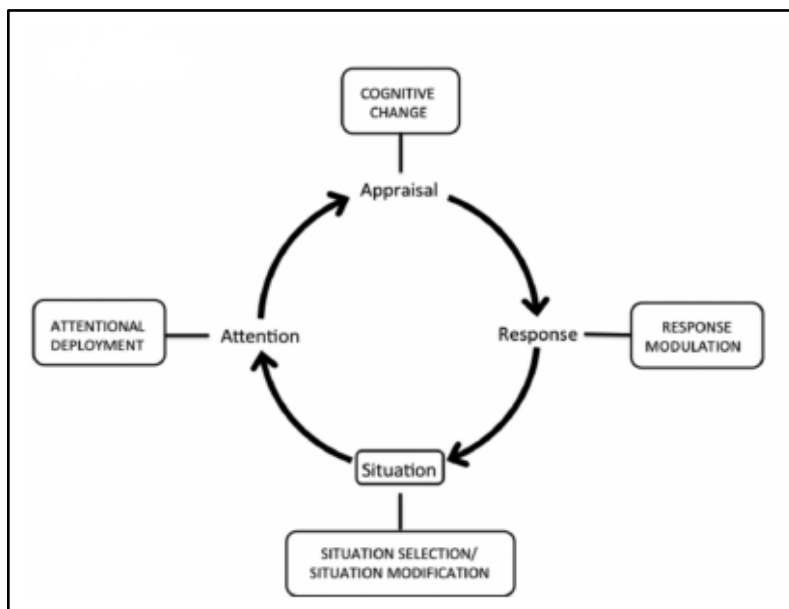 COGNITIVE
CHANGE
Appraisal
ATTENTIONAL
DEPLOYMENT
Attention
Response
RESPONSE
MODULATION
Situation
SITUATION SELECTION/
SITUATION MODIFICATION